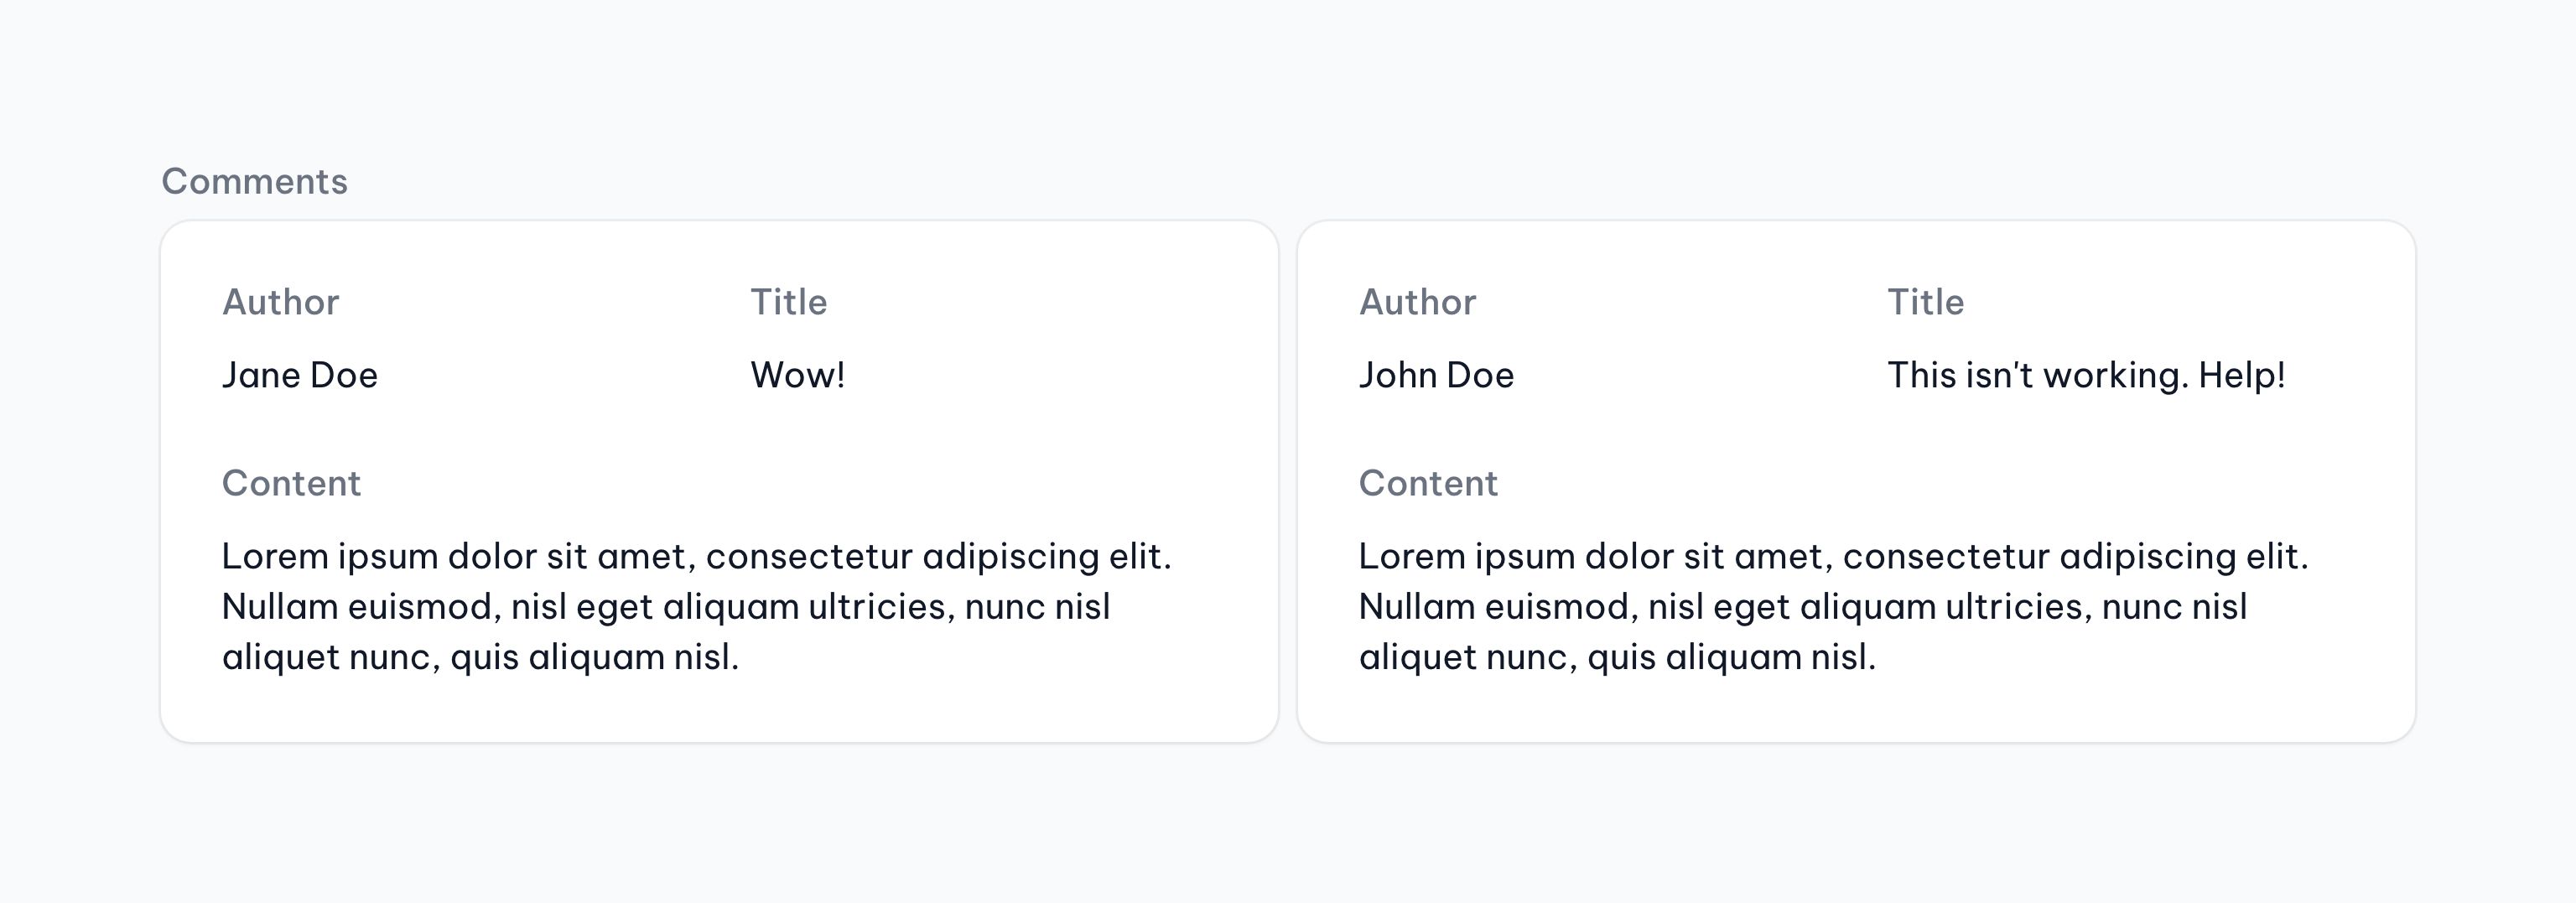 Comments
Author
Title
Jane Doe
Wow!
Content
Lorem ipsum dolor sit amet, consectetur adipiscing elit.
Nullam euismod, nisl eget aliquam ultricies, nunc nisl
aliquet nunc, quis aliquam nisl.
Author
Title
John Doe
This isn't working. Help!
Content
Lorem ipsum dolor sit amet, consectetur adipiscing elit.
Nullam euismod, nisl eget aliquam ultricies, nunc nisl
aliquet nunc, quis aliquam nisl.